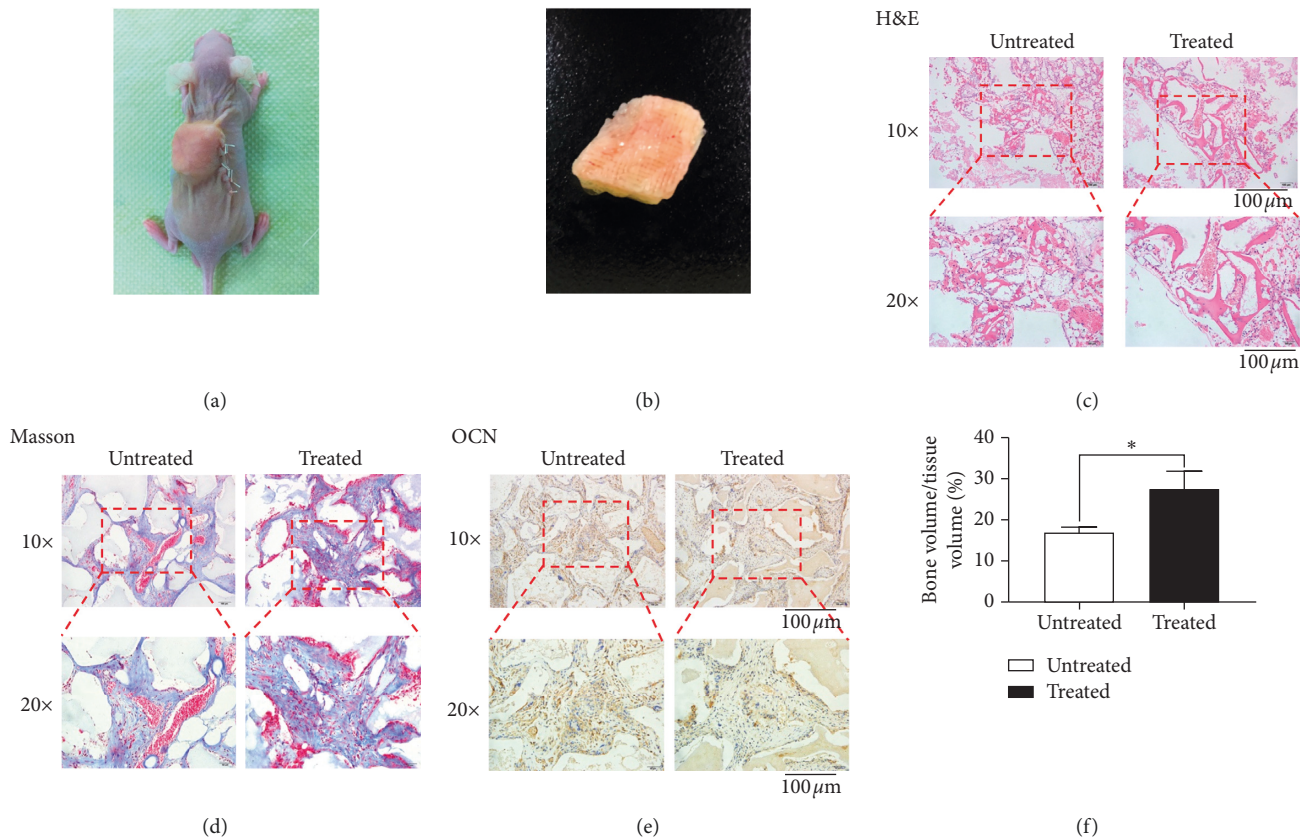 H&E
Untreated
Treated
10×
100 μm
20×
100 μm
(a)
(b)
(c)
Masson
Untreated
Treated
10×
20×
(d)
OCN
Untreated
Treated
10×
100 μm
20×
100 μm
(e)
Bone volume/tissue
volume (%)
40
30
20
10
0
*
Untreated
Treated
Untreated
Treated
(f)